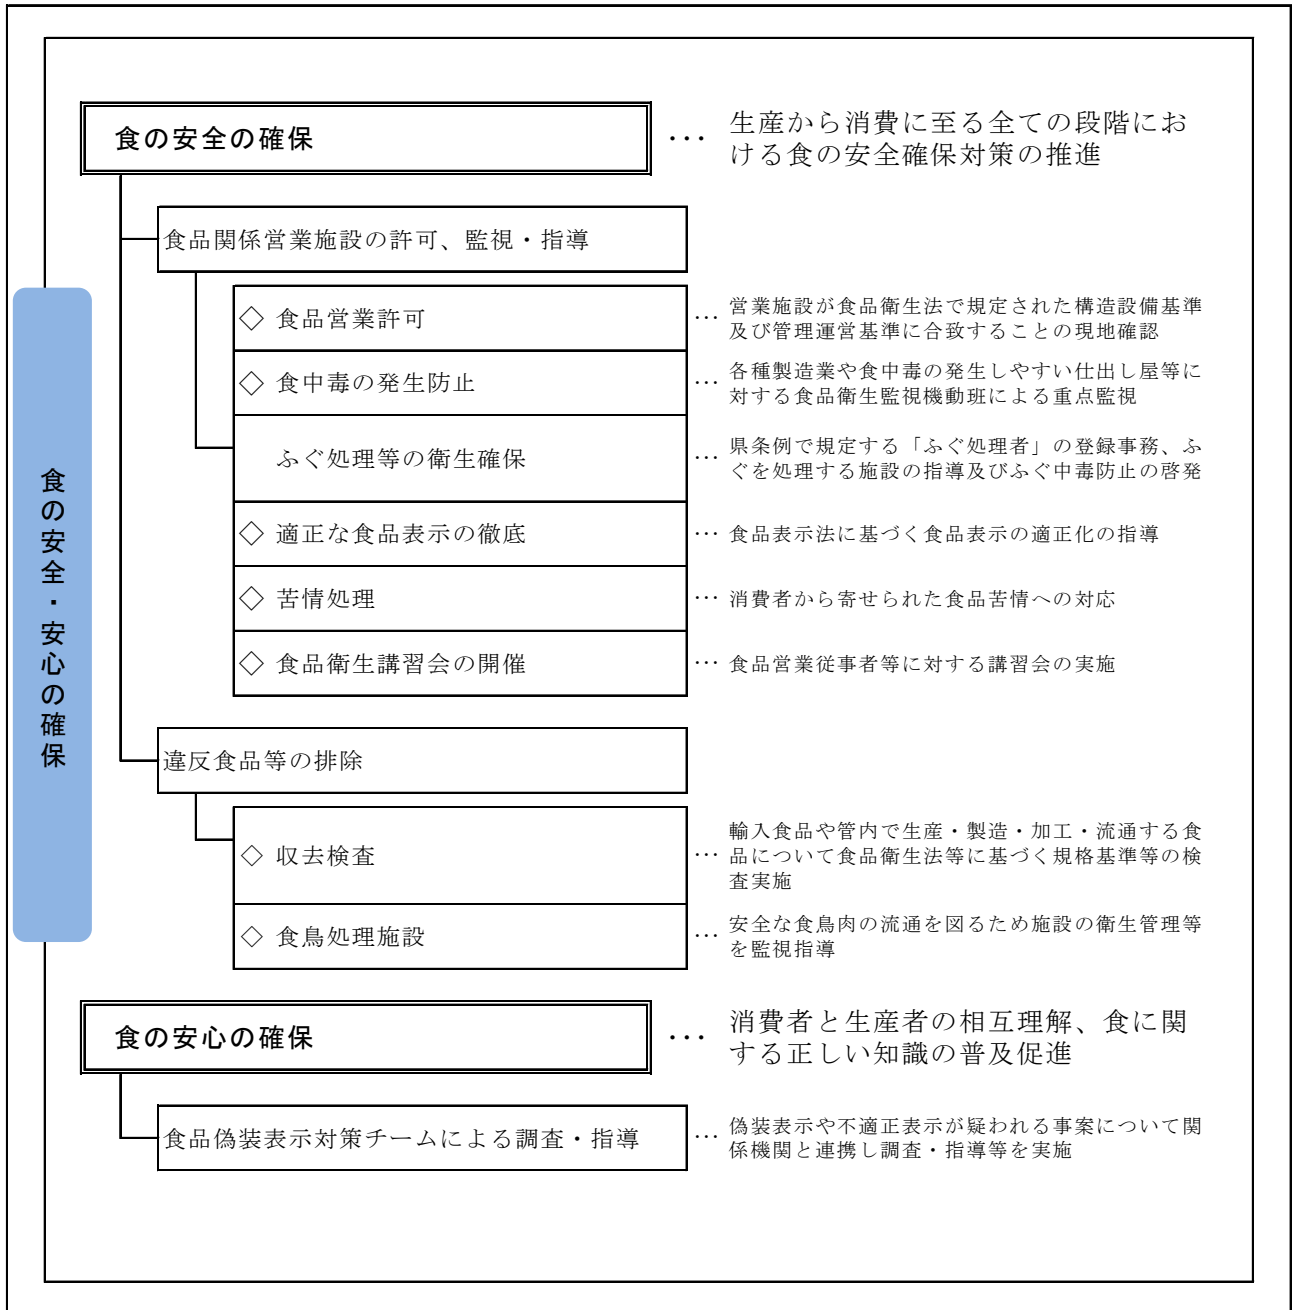 食の安全・安心の確保
食の安全の確保
… 生産から消費に至る全ての段階にお
ける食の安全確保対策の推進
食品関係営業施設の許可、監視・指導
◇ 食品営業許可
… 営業施設が食品衛生法で規定された構造設備基準
及び管理運営基準に合致することの現地確認
◇ 食中毒の発生防止
… 各種製造業や食中毒の発生しやすい仕出し屋等に
対する食品衛生監視機動班による重点監視
ふぐ処理等の衛生確保
… 県条例で規定する「ふぐ処理者」の登録事務、ふ
ぐを処理する施設の指導及びふぐ中毒防止の啓発
◇ 適正な食品表示の徹底
… 食品表示法に基づく食品表示の適正化の指導
◇ 苦情処理
… 消費者から寄せられた食品苦情への対応
◇ 食品衛生講習会の開催
… 食品営業従事者等に対する講習会の実施
違反食品等の排除
◇ 収去検査
輸入食品や管内で生産・製造・加工・流通する食
… 品について食品衛生法等に基づく規格基準等の検
査実施
◇ 食鳥処理施設
… 安全な食鳥肉の流通を図るため施設の衛生管理等
を監視指導
食の安心の確保
… 消費者と生産者の相互理解、食に関
する正しい知識の普及促進
食品偽装表示対策チームによる調査・指導
… 偽装表示や不適正表示が疑われる事案について関
係機関と連携し調査・指導等を実施